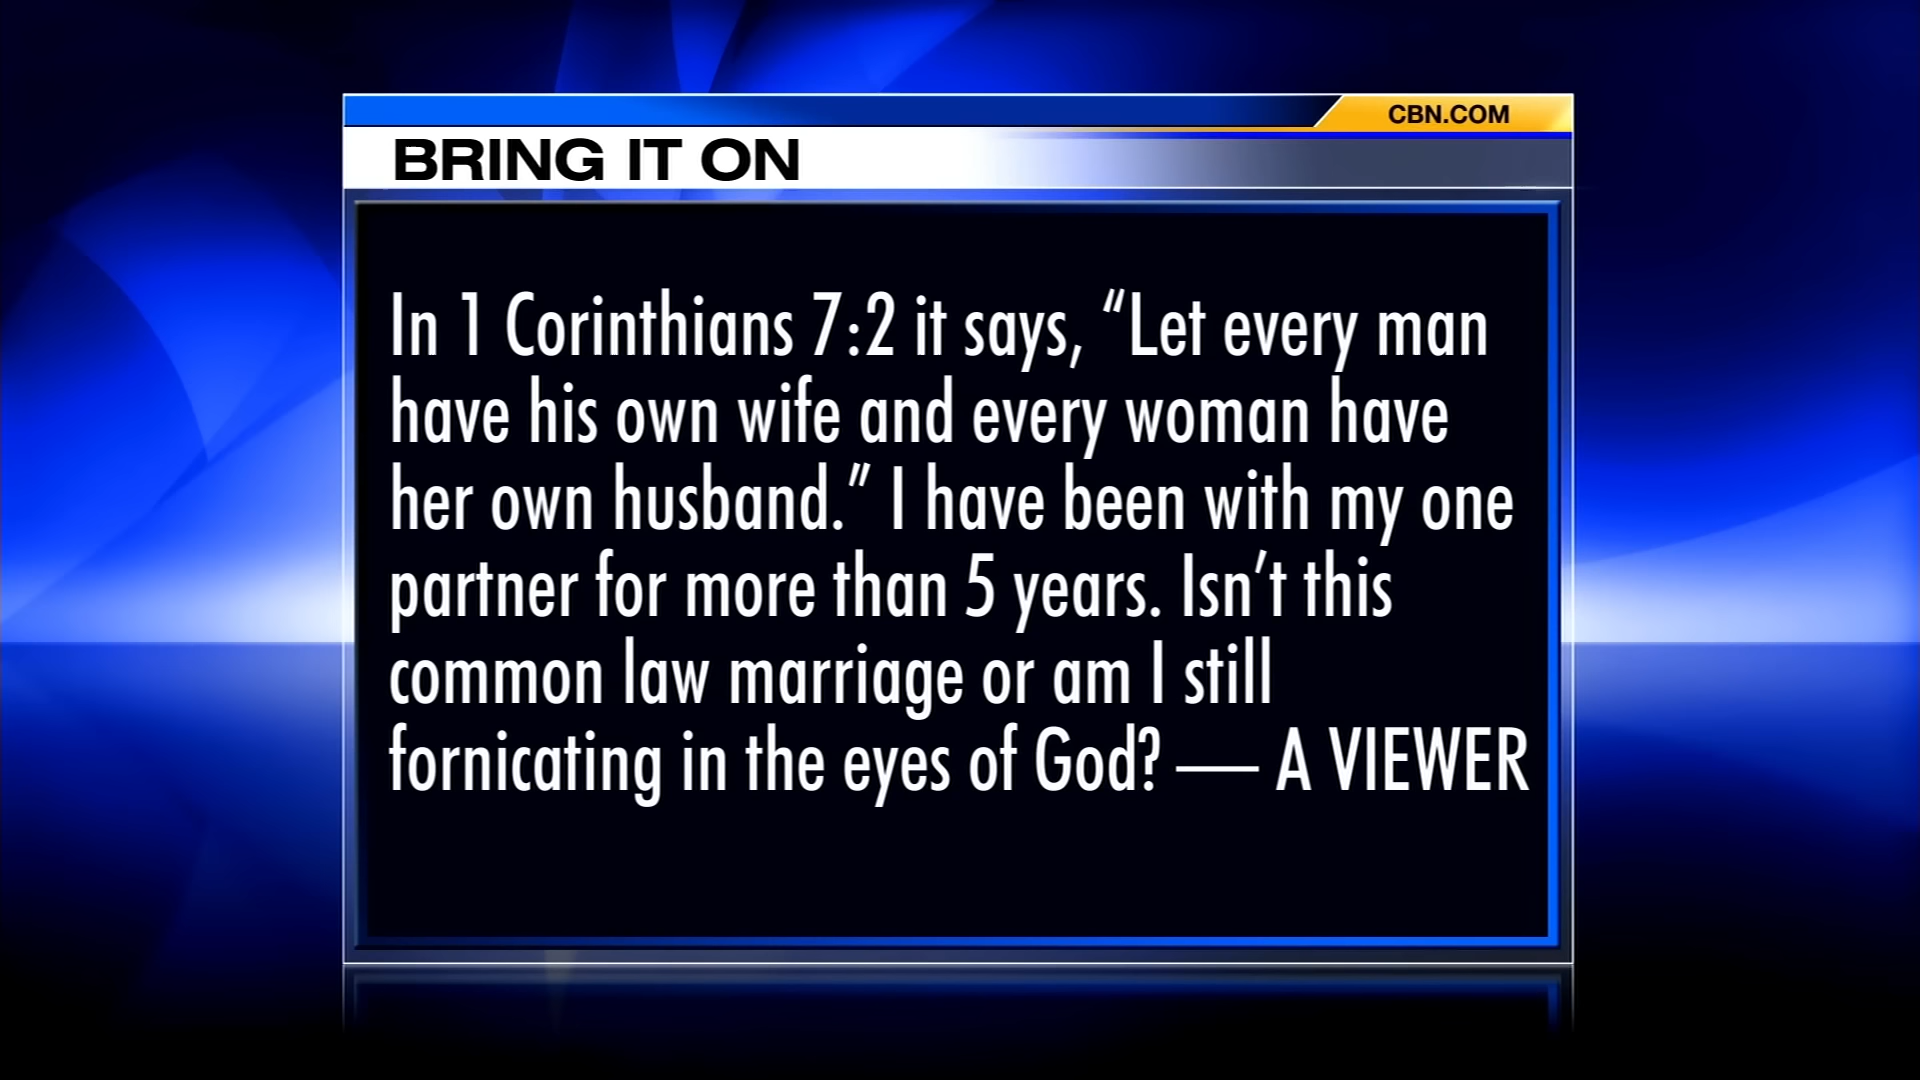 CBN.COM
BRING IT ON
In 1 Corinthians 7:2 it says, “Let every man
have his own wife and every woman have
her own husband.” I have been with my one
partner for more than 5 years. Isn’t this
common law marriage or am I still
fornicating in the eyes of God? — A VIEWER